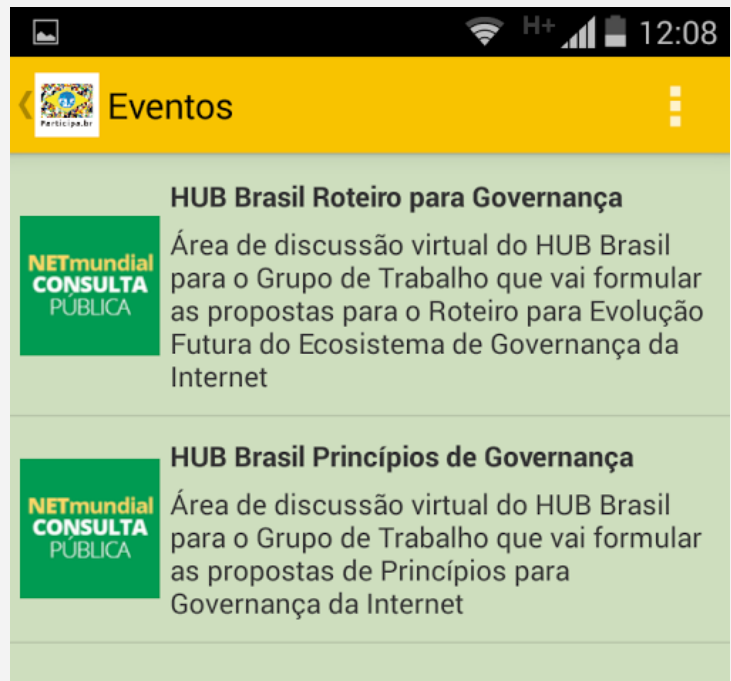 H+ 12:08
Participa.br Eventos
HUB Brasil Roteiro para Governança
NETmundial
CONSULTA
PÚBLICA
Área de discussão virtual do HUB Brasil
para o Grupo de Trabalho que vai formular
as propostas para o Roteiro para Evolução
Futura do Ecosistema de Governança da
Internet
HUB Brasil Princípios de Governança
NETmundial
CONSULTA
PÚBLICA
Área de discussão virtual do HUB Brasil
para o Grupo de Trabalho que vai formular
as propostas de Princípios para
Governança da Internet